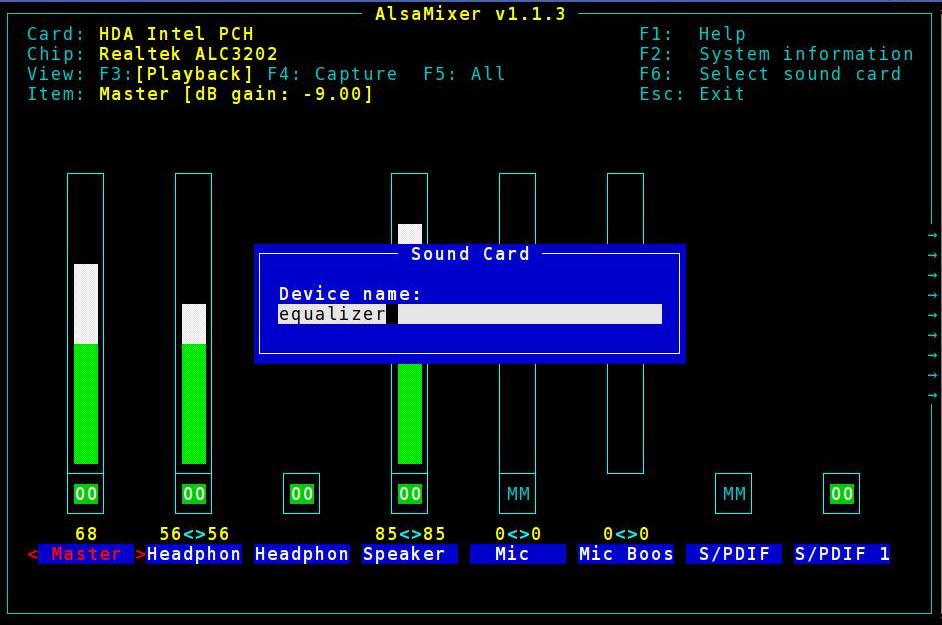 AlsaMixer v1.1.3
Card: HDA Intel PCH F1: Help
Chip: Realtek ALC3202 F2: System information
View: F3:[Playback] F4: Capture F5: All F6: Select sound card
Item: Master [dB gain: -9.00] Esc: Exit
Sound Card
Device name:
equalizer
OO OO OO OO MM MM OO
68 56<>56 85<>85 0<>0 0<>0
< Master >Headphon Headphon Speaker Mic Mic Boos S/PDIF S/PDIF 1